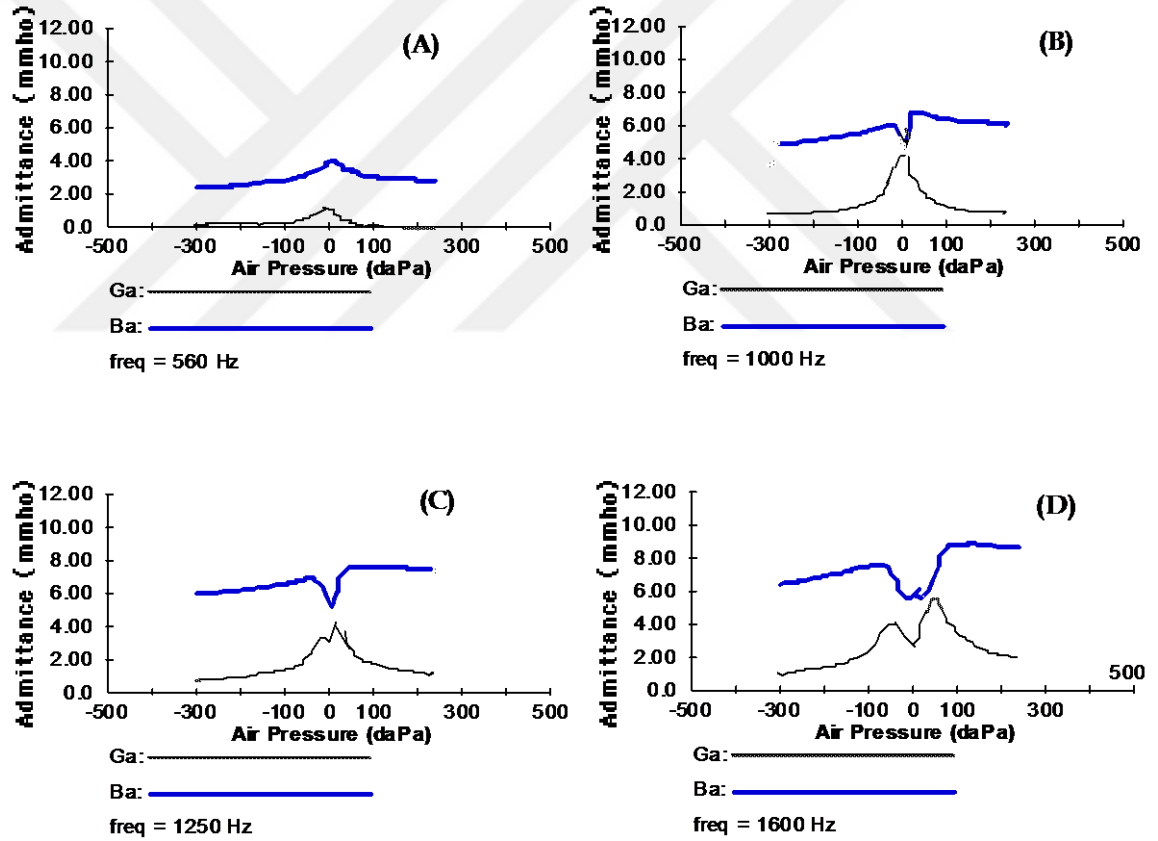 (A)
Admittance (mmho)
12.00
10.00
8.00
6.00
4.00
2.00
0.0
-500 -300 -100 0 100 300 500
Air Pressure (daPa)
Ga:
Ba:
freq = 560 Hz
(B)
Admittance (mmho)
12.00
10.00
8.00
6.00
4.00
2.00
0.0
-500 -300 -100 0 100 300 500
Air Pressure (daPa)
Ga:
Ba:
freq = 1000 Hz
(C)
Admittance (mmho)
12.00
10.00
8.00
6.00
4.00
2.00
0.0
-500 -300 -100 0 100 300 500
Air Pressure (daPa)
Ga:
Ba:
freq = 1250 Hz
(D)
Admittance (mmho)
12.00
10.00
8.00
6.00
4.00
2.00
0.0
500
-500 -300 -100 0 100 300
Air Pressure (daPa)
Ga:
Ba:
freq = 1600 Hz